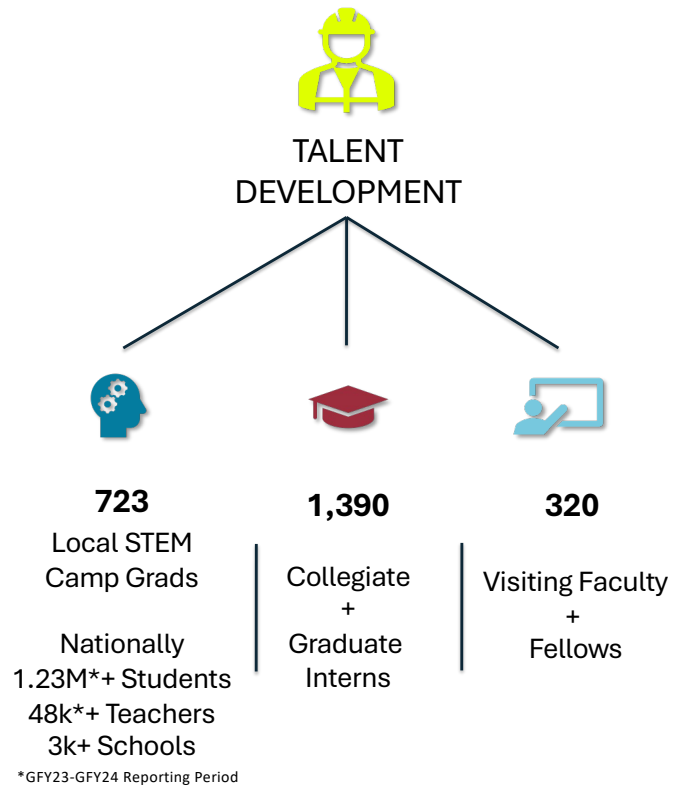 TALENT
DEVELOPMENT
723
Local STEM
Camp Grads
Nationally
1.23M*+ Students
48k*+ Teachers
3k+ Schools
*GFY23-GFY24 Reporting Period
1,390
Collegiate
+
Graduate
Interns
320
Visiting Faculty
+
Fellows